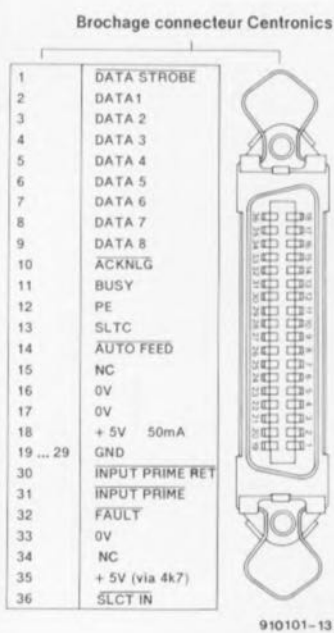 Brochage connecteur Centronics
1 DATA STROBE
2 DATA1
3 DATA 2
4 DATA 3
5 DATA 4
6 DATA 5
7 DATA 6
8 DATA 7
9 DATA 8
10 ACKNLG
11 BUSY
12 PE
13 SLTC
14 AUTO FEED
15 NC
16 0V
17 0V
18 + 5V 50mA
19 ... 29 GND
30 INPUT PRIME RET
31 INPUT PRIME
32 FAULT
33 0V
34 NC
35 + 5V (via 4k7)
36 SLCT IN
910101-13